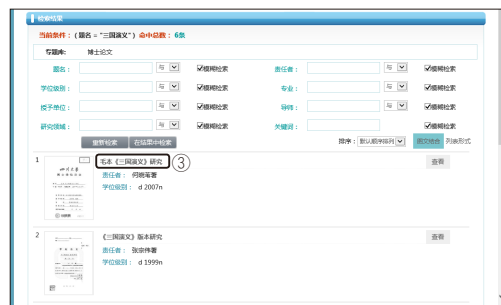 检索结果
当前条件：( 题名 = "三国演义" ) 命中总数： 6条
专题库： 博士论文
题名： 与 模糊检索 责任者： 与 模糊检索
学位级别： 与 模糊检索 专业： 与 模糊检索
授予单位： 与 模糊检索 导师： 与 模糊检索
研究领域： 与 模糊检索 关键词： 模糊检索
重新检索 在结果中检索 排序： 默认顺序排列 图文结合 列表形式
1 毛本《三国演义》研究 ③ 查看
责任者： 何晓苇著
学位级别： d 2007n
2 《三国演义》版本研究 查看
责任者： 张宗伟著
学位级别： d 1999n